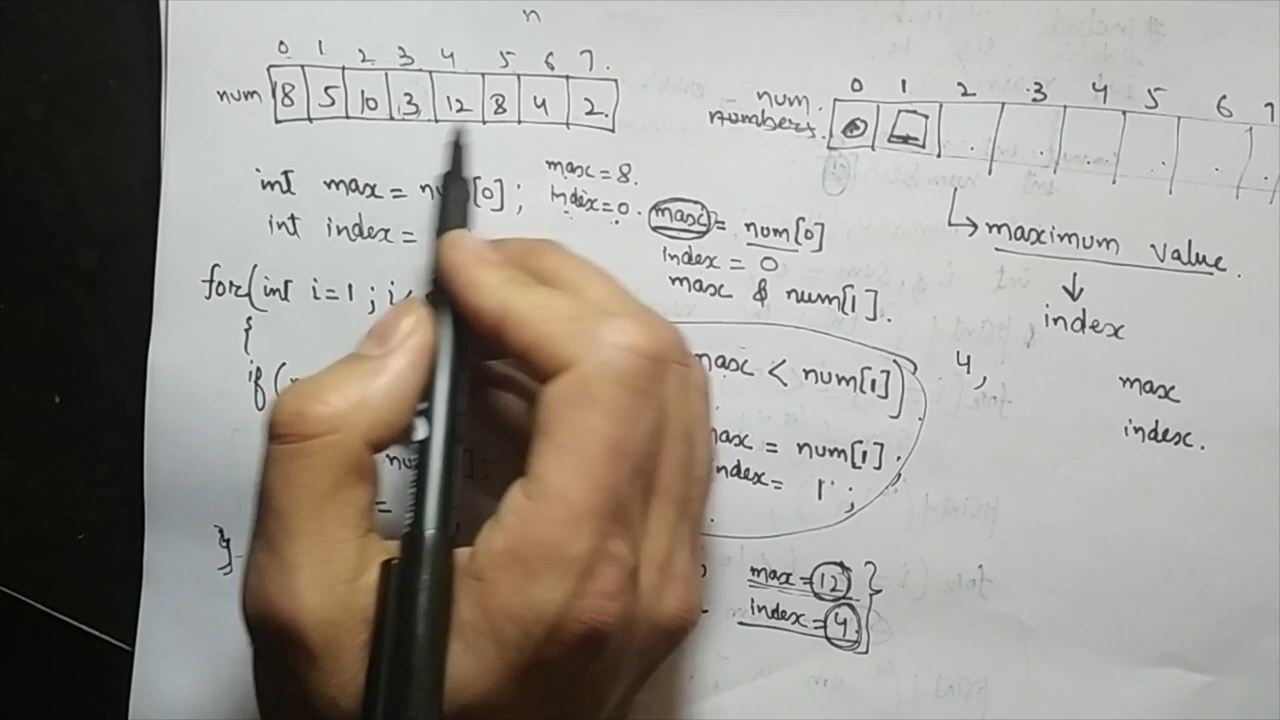 n
0 1 2 3 4 5 6 7.
num 8 5 10 3 12 8 4 2.
int max = nu [0];
int index =
max = 8.
index = 0.
for(int i=1; i<
{
if(
nu ];
=
}
num. 0 1 2 3 4 5 6 7
numbers.
→ maximum value.
↓
index
max = num[0]
index = 0
max & num[1].
max < num[1])
max = num[1].
index = 1;
4,
max
index.
max = 12 }
index = 4.